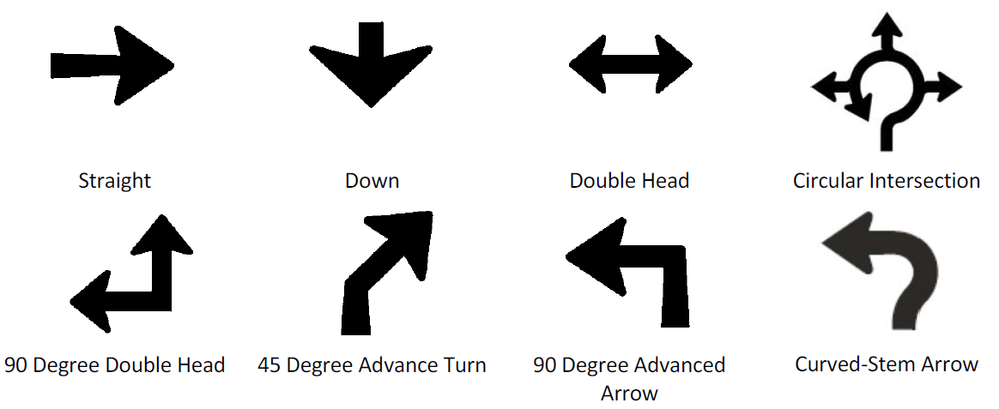 Straight
Down
Double Head
Circular Intersection
90 Degree Double Head
45 Degree Advance Turn
90 Degree Advanced
Arrow
Curved-Stem Arrow